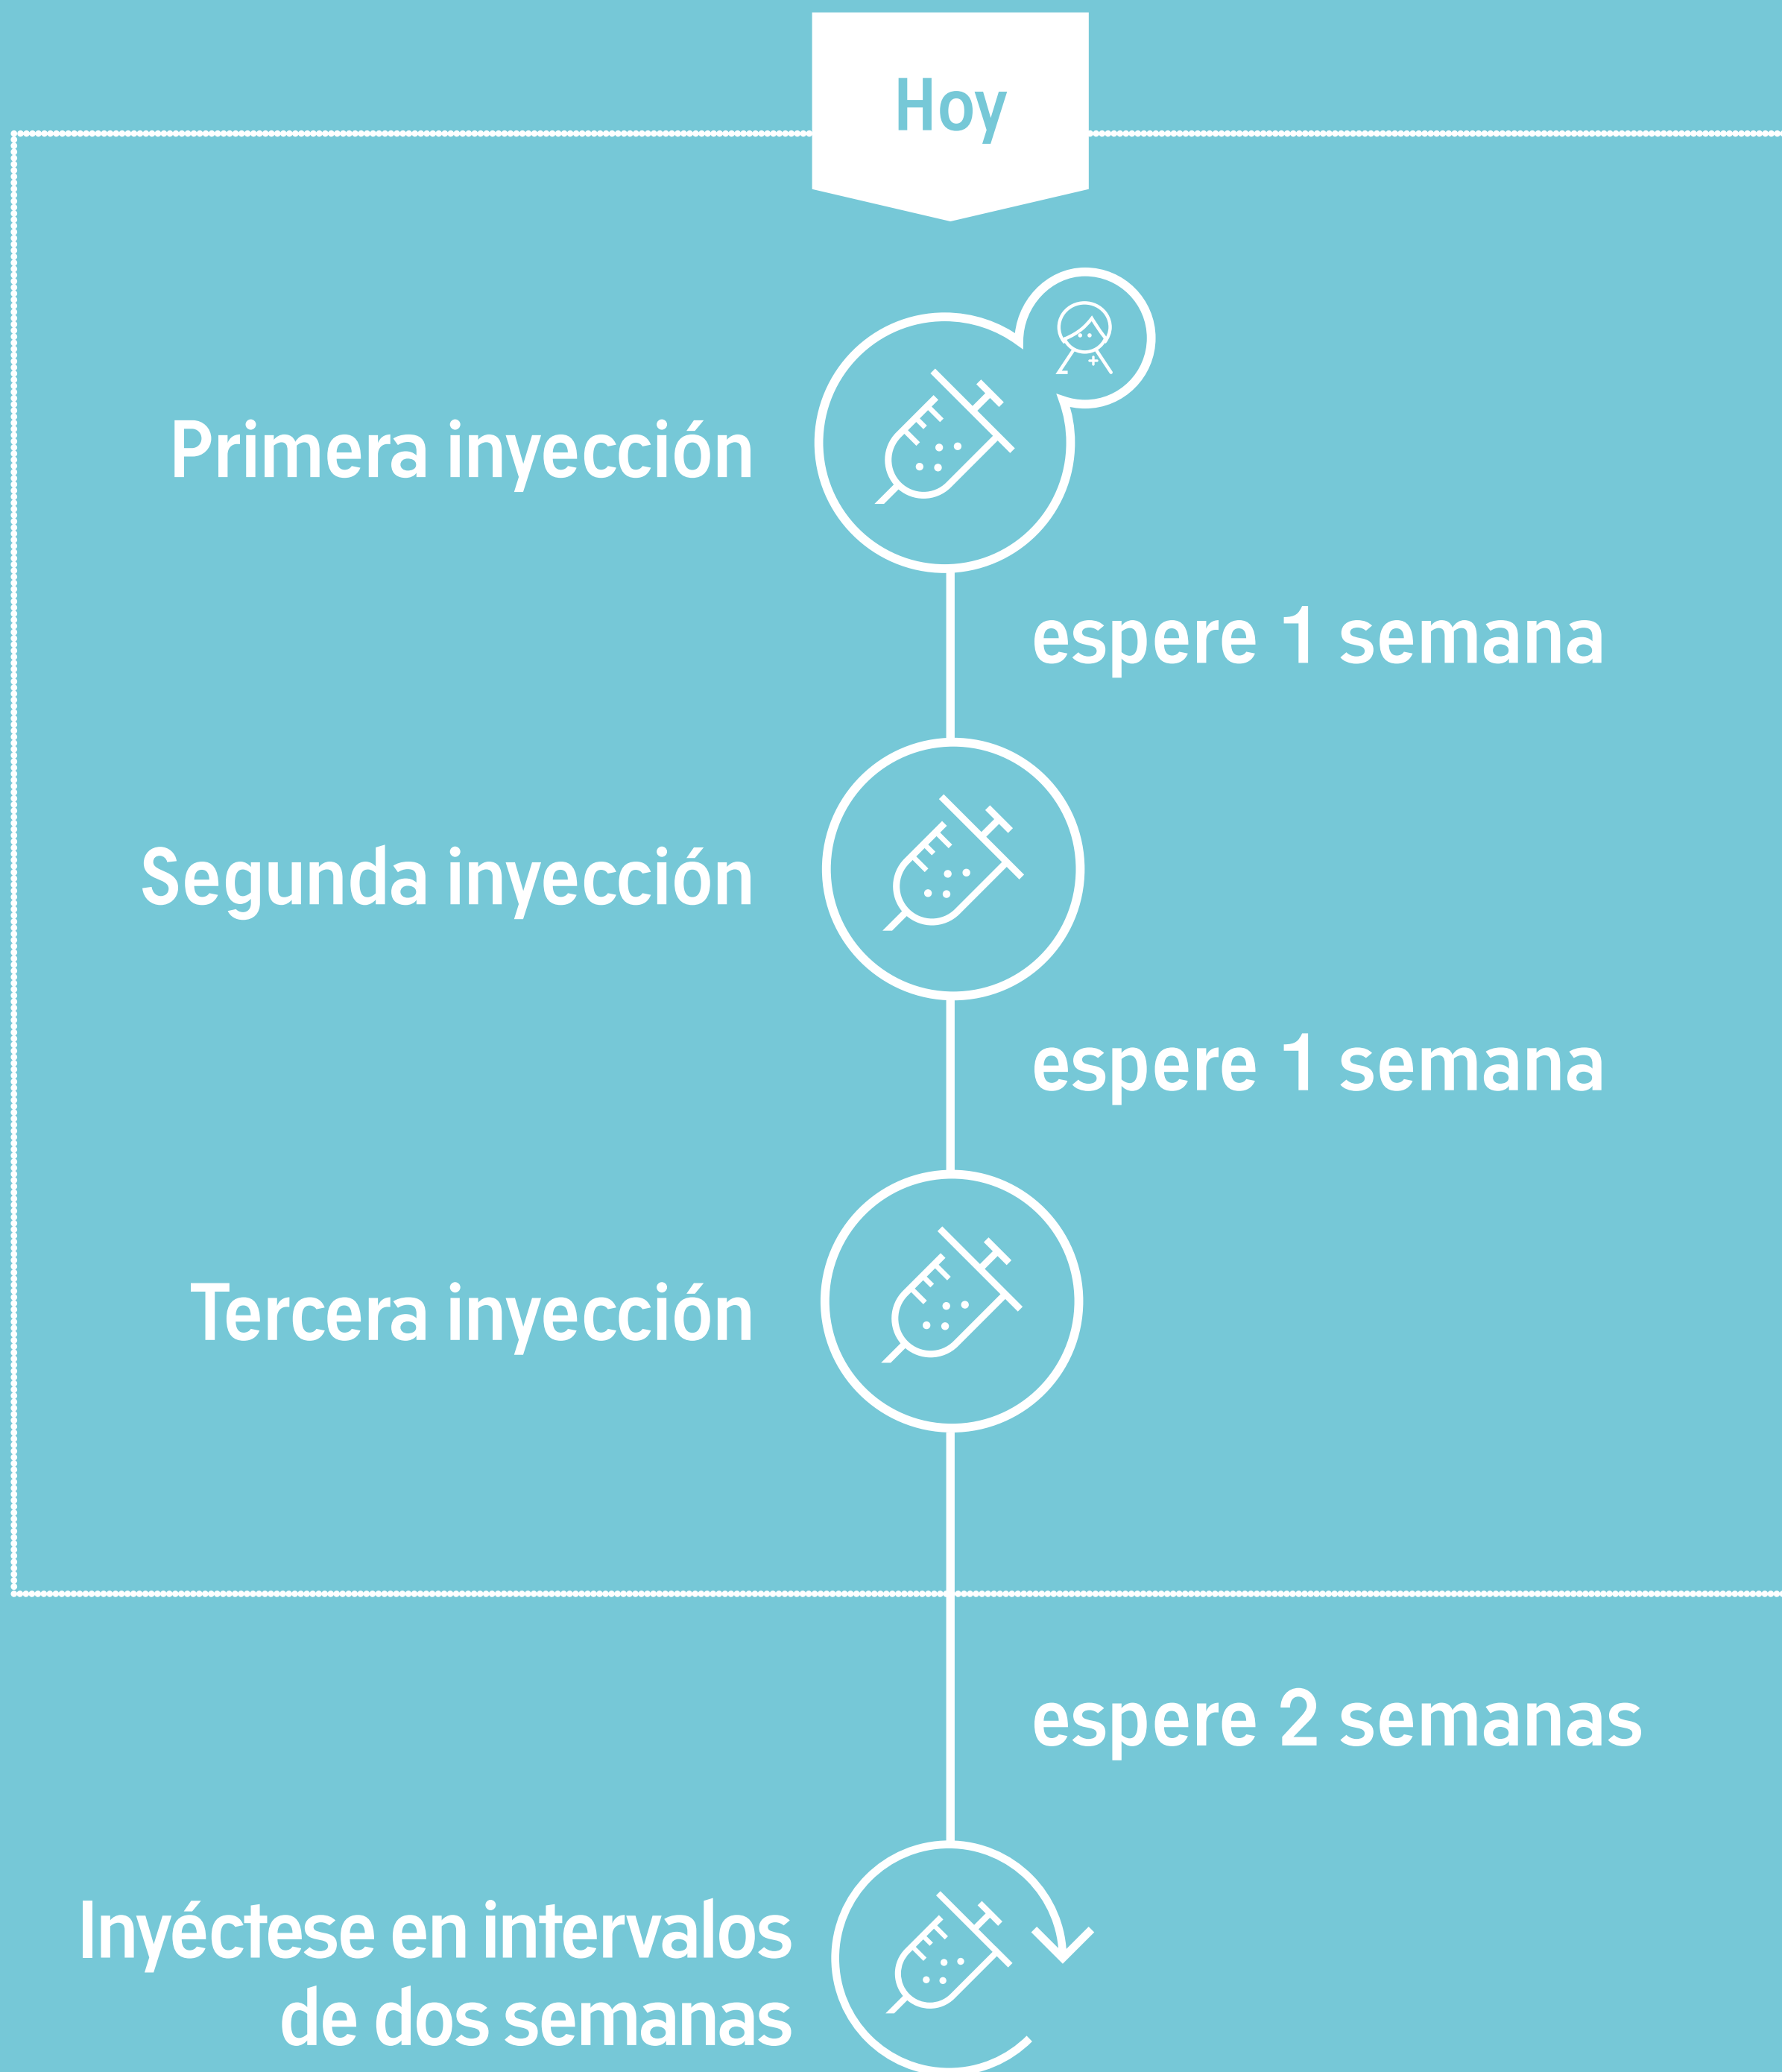 Hoy
Primera inyección
espere 1 semana
Segunda inyección
espere 1 semana
Tercera inyección
espere 2 semanas
Inyéctese en intervalos
de dos semanas